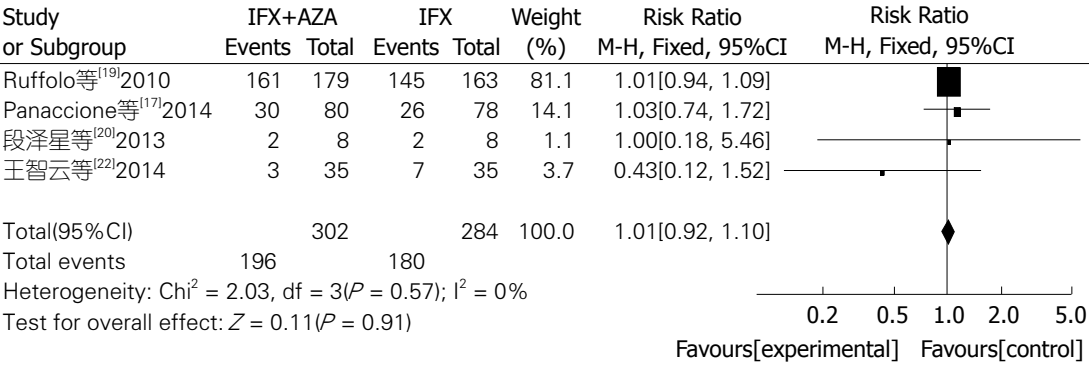 Study IFX+AZA IFX Weight Risk Ratio Risk Ratio
or Subgroup Events Total Events Total (%) M-H, Fixed, 95%CI M-H, Fixed, 95%CI
Ruffolo等[19]2010 161 179 145 163 81.1 1.01[0.94, 1.09]
Panaccione等[17]2014 30 80 26 78 14.1 1.03[0.74, 1.72]
段泽星等[20]2013 2 8 2 8 1.1 1.00[0.18, 5.46]
王智云等[22]2014 3 35 7 35 3.7 0.43[0.12, 1.52]
Total(95%CI) 302 284 100.0 1.01[0.92, 1.10]
Total events 196 180
Heterogeneity: Chi² = 2.03, df = 3(P = 0.57); I² = 0%
Test for overall effect: Z = 0.11(P = 0.91)
0.2 0.5 1.0 2.0 5.0
Favours[experimental] Favours[control]